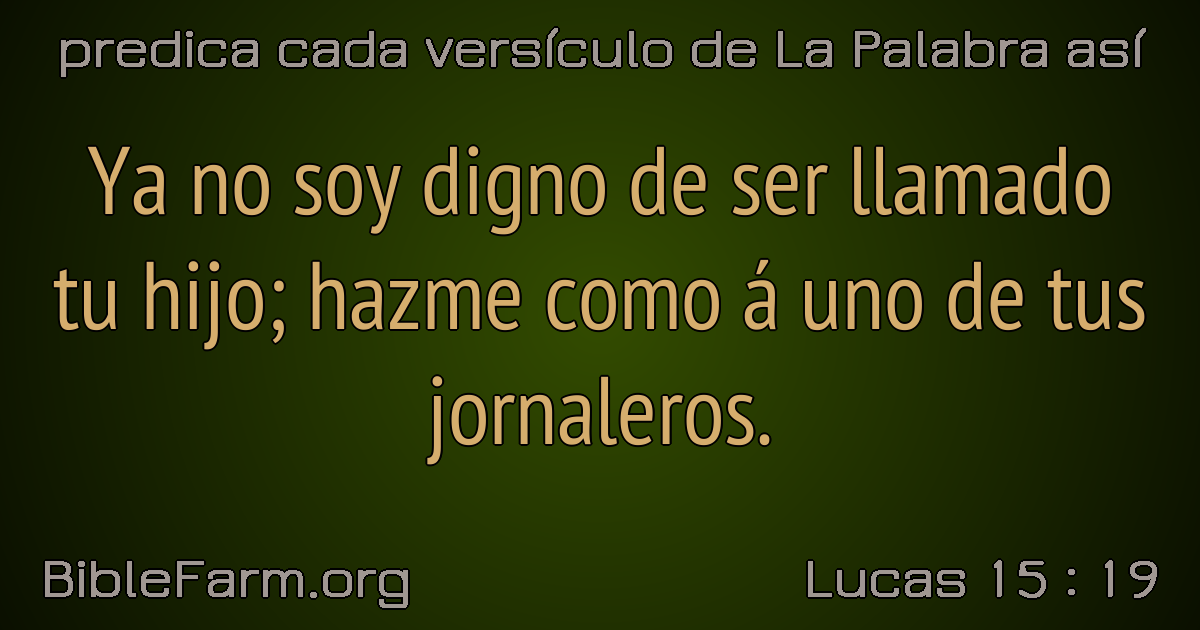 predica cada versículo de La Palabra así
Ya no soy digno de ser llamado
tu hijo; hazme como á uno de tus
jornaleros.
BibleFarm.org
Lucas 15 : 19